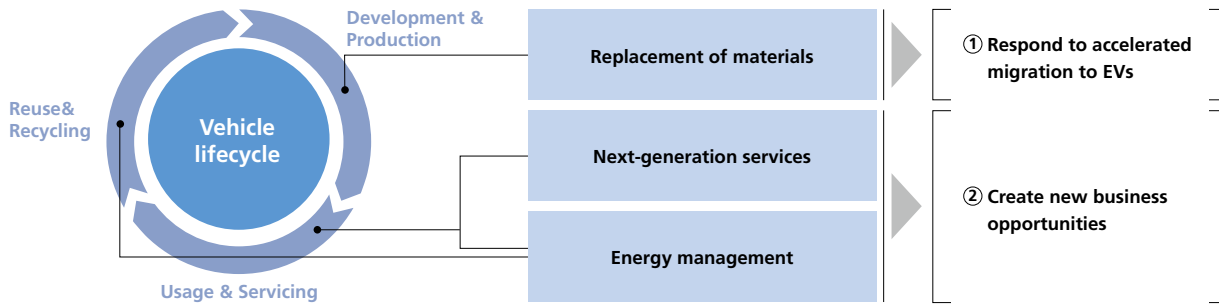 Development &
Production
Reuse&
Recycling
Vehicle
lifecycle
Usage & Servicing
Replacement of materials
Next-generation services
Energy management
① Respond to accelerated
migration to EVs
② Create new business
opportunities